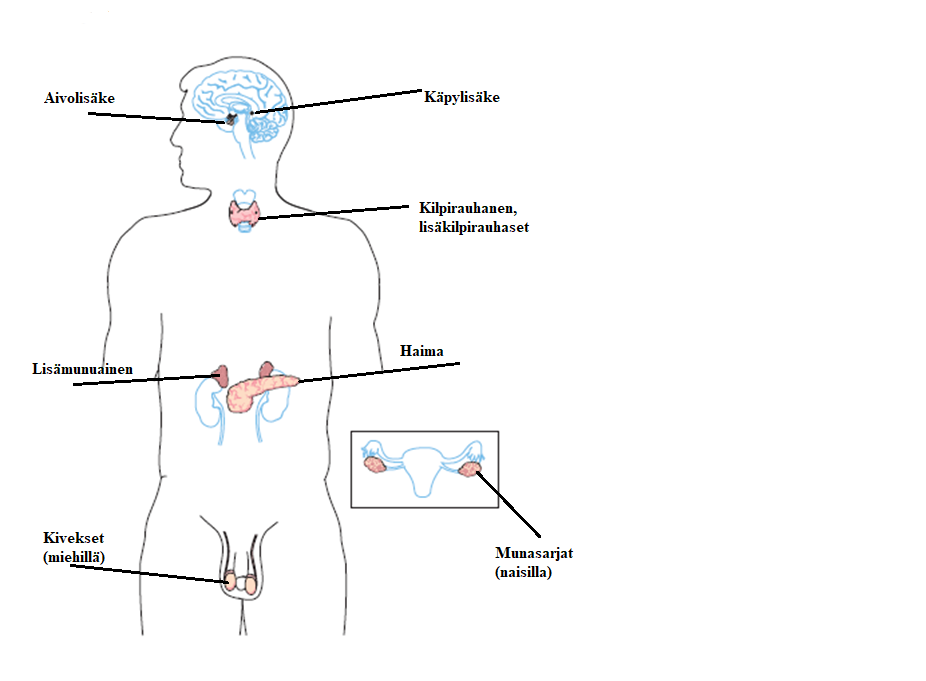 Aivolisäke
Käpylisäke
Kilpirauhanen,
lisäkilpirauhaset
Haima
Lisämunuainen
Kivekset
(miehillä)
Munasarjat
(naisilla)